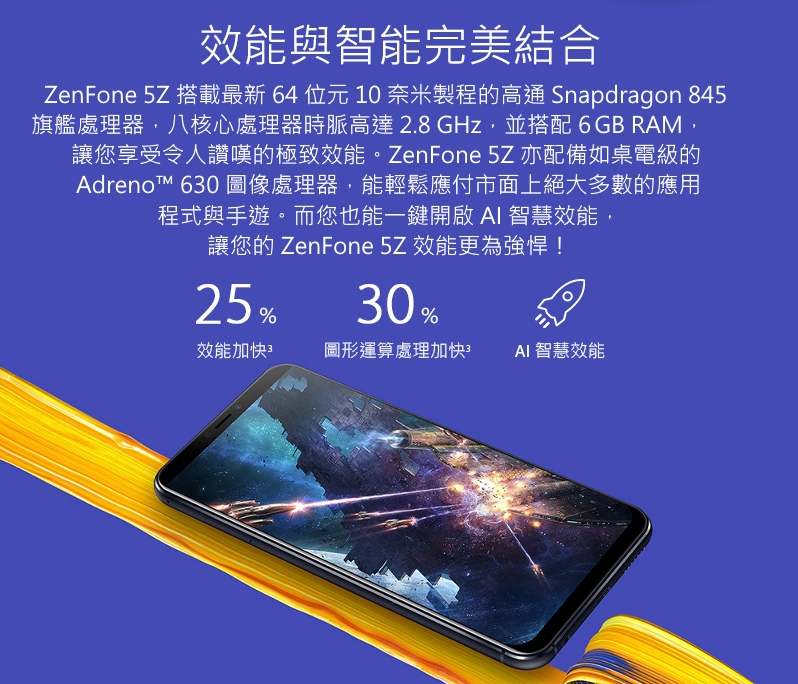 效能與智能完美結合
ZenFone 5Z 搭載最新 64 位元 10 奈米製程的高通 Snapdragon 845
旗艦處理器，八核心處理器時脈高達 2.8 GHz，並搭配 6 GB RAM，
讓您享受令人讚嘆的極致效能。ZenFone 5Z 亦配備如桌電級的
Adreno™ 630 圖像處理器，能輕鬆應付市面上絕大多數的應用
程式與手遊。而您也能一鍵開啟 AI 智慧效能，
讓您的 ZenFone 5Z 效能更為強悍！
25 % 30 %
效能加快³ 圖形運算處理加快³ AI 智慧效能